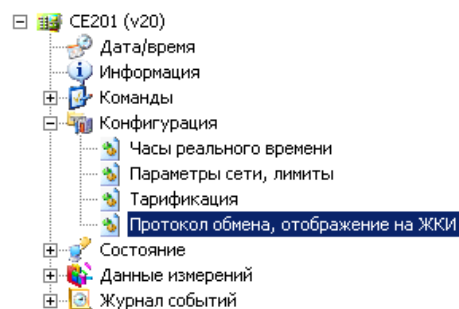 CE201 (v20)
Дата/время
Информация
Команды
Конфигурация
Часы реального времени
Параметры сети, лимиты
Тарификация
Протокол обмена, отображение на ЖКИ
Состояние
Данные измерений
Журнал событий